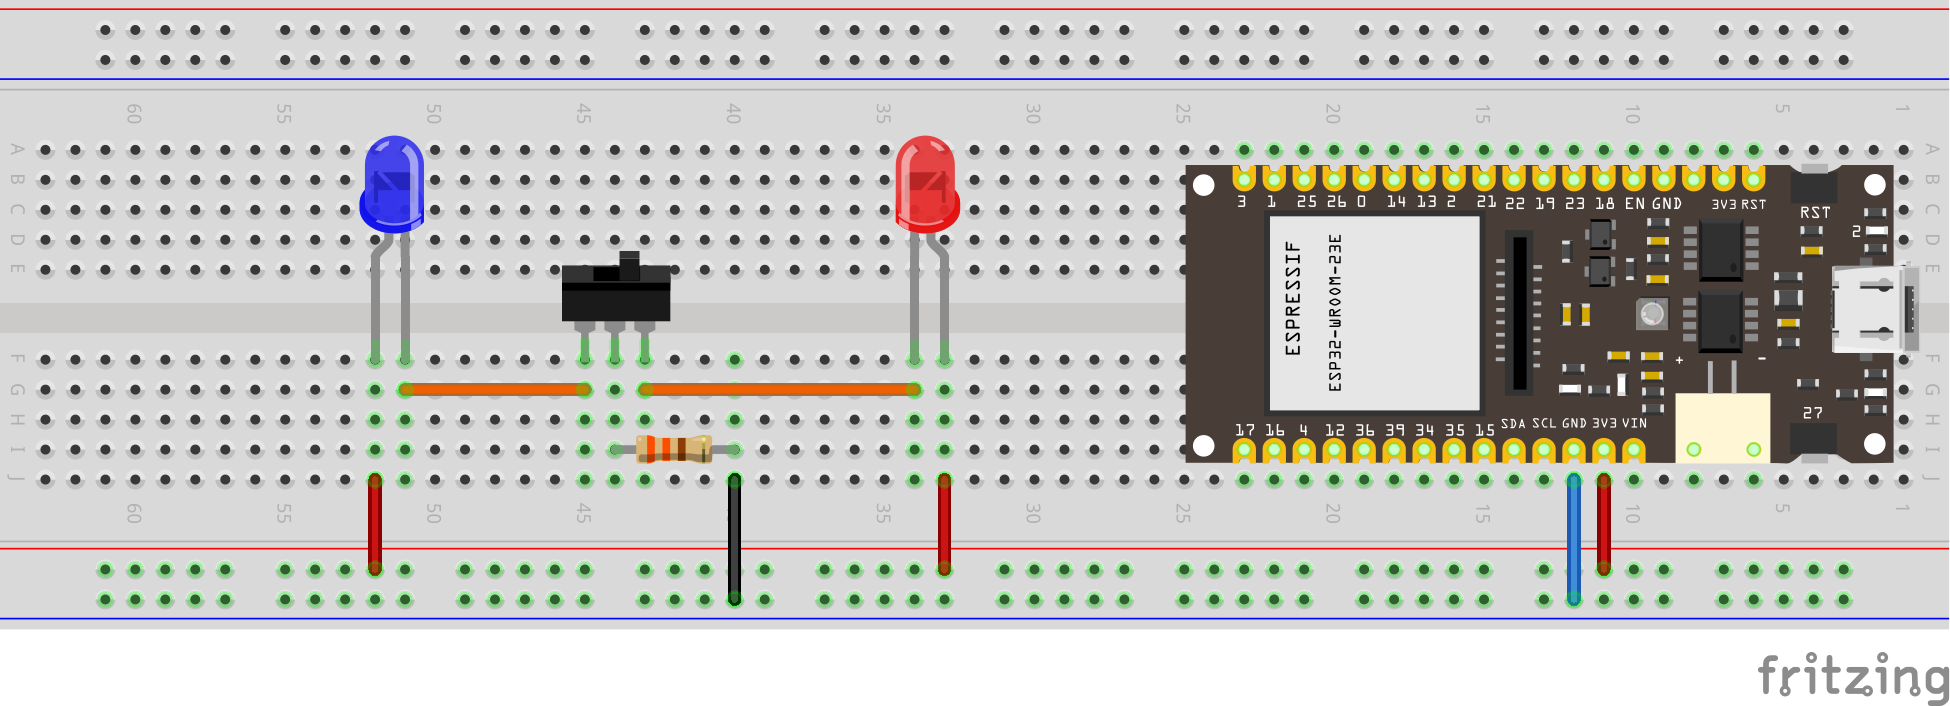 60 55 50 45 40 35 30 25 20 15 10 5 1
A A
B B
C C
D D
E E
3 1 25 26 0 14 13 2 21 22 19 23 18 EN GND 3V3 RST
RST
2
ESPRESSIF
ESP32-WROOM-32E
+ -
F F
G G
H H
I I
J J
27
17 16 4 12 36 39 34 35 15 SDA SCL GND 3V3 VIN
60 55 50 45 35 30 25 20 15 10 5 1
fritzing